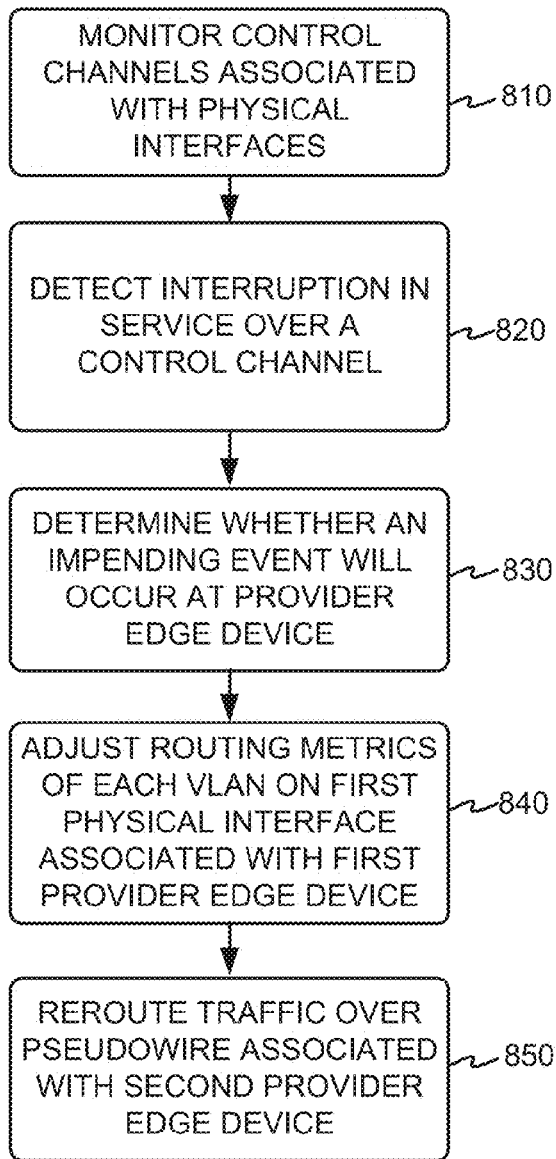 MONITOR CONTROL
CHANNELS ASSOCIATED
WITH PHYSICAL
INTERFACES
810
DETECT INTERRUPTION IN
SERVICE OVER A
CONTROL CHANNEL
820
DETERMINE WHETHER AN
IMPENDING EVENT WILL
OCCUR AT PROVIDER
EDGE DEVICE
830
ADJUST ROUTING METRICS
OF EACH VLAN ON FIRST
PHYSICAL INTERFACE
ASSOCIATED WITH FIRST
PROVIDER EDGE DEVICE
840
REROUTE TRAFFIC OVER
PSEUDOWIRE ASSOCIATED
WITH SECOND PROVIDER
EDGE DEVICE
850